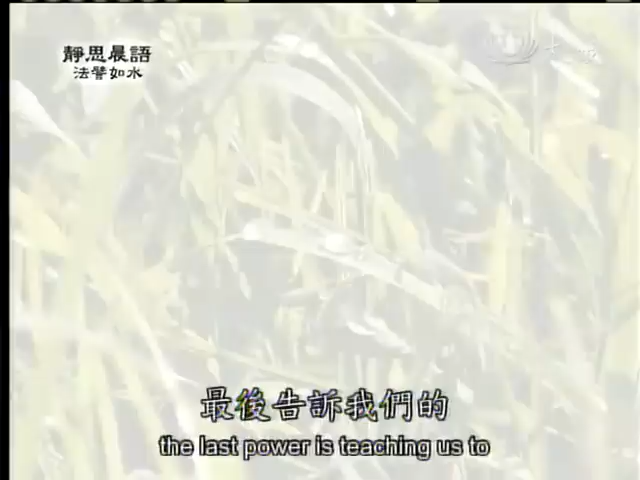 靜思晨語
法譬如水
最後告訴我們的
the last power is teaching us to